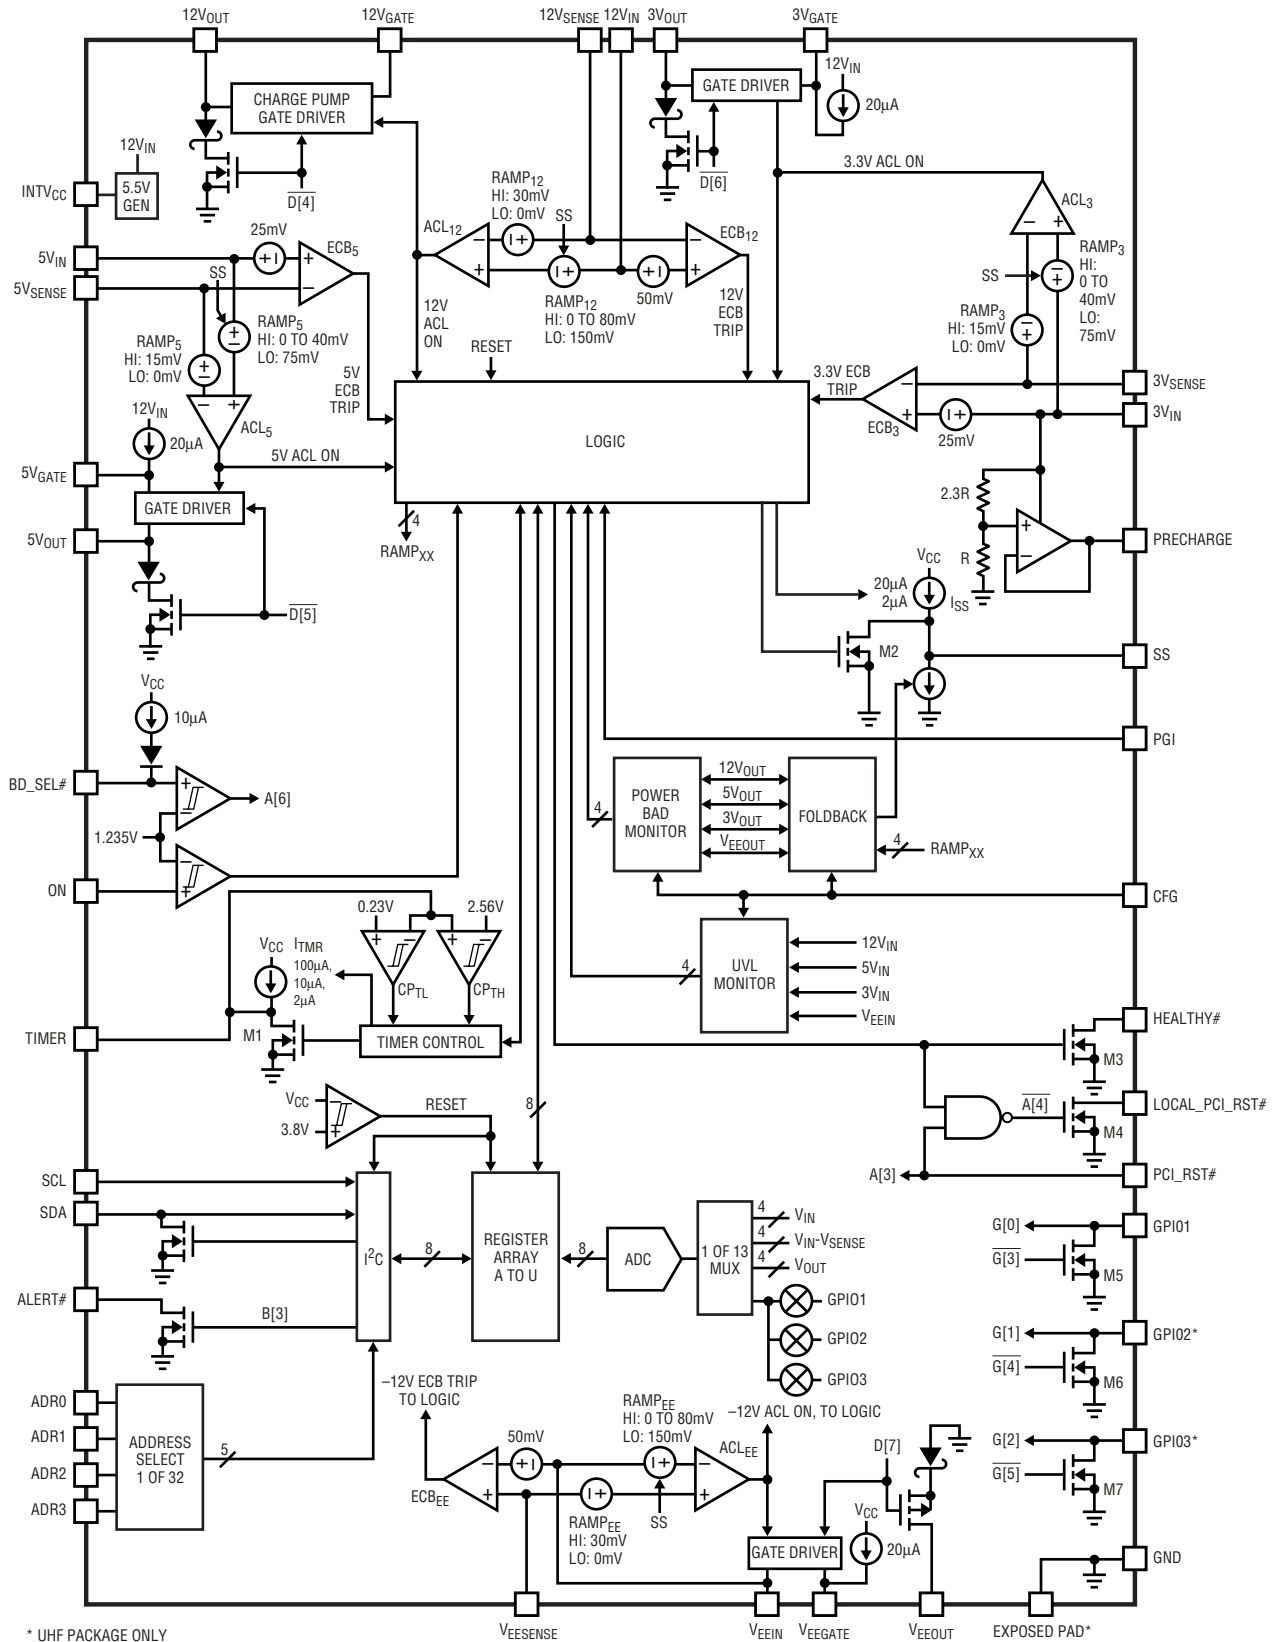 12VOUT
12VGATE
12VSENSE
12VIN
3VOUT
3VGATE
CHARGE PUMP
GATE DRIVER
GATE DRIVER
12VIN
20µA
12VIN
INTVCC
5.5V
GEN
D[4]
D[6]
3.3V ACL ON
ACL3
RAMP12
HI: 30mV
LO: 0mV
SS
ACL12
ECB12
25mV
ECB5
5VIN
SS
5VSENSE
RAMP5
HI: 0 TO 40mV
LO: 75mV
RAMP5
HI: 15mV
LO: 0mV
12V
ACL
ON
RAMP12
HI: 0 TO 80mV
LO: 150mV
50mV
12V
ECB
TRIP
SS
RAMP3
HI:
0 TO
40mV
LO:
75mV
RAMP3
HI: 15mV
LO: 0mV
RESET
5V
ECB
TRIP
3.3V ECB
TRIP
3VSENSE
3VIN
ECB3
25mV
12VIN
20µA
ACL5
LOGIC
5V ACL ON
5VGATE
GATE DRIVER
5VOUT
4
RAMPXX
2.3R
R
PRECHARGE
D[5]
VCC
20µA
2µA
ISS
M2
SS
VCC
10µA
PGI
BD_SEL#
A[6]
1.235V
ON
POWER
BAD
MONITOR
12VOUT
5VOUT
3VOUT
VEEOUT
FOLDBACK
4
4
RAMPXX
CFG
0.23V
2.56V
VCC
ITMR
100µA,
10µA,
2µA
CPTL
CPTH
4
UVL
MONITOR
12VIN
5VIN
3VIN
VEEIN
TIMER
M1
TIMER CONTROL
HEALTHY#
M3
VCC
3.8V
RESET
8
A[4]
LOCAL_PCI_RST#
M4
A[3]
PCI_RST#
SCL
SDA
I2C
8
REGISTER
ARRAY
A TO U
8
ADC
1 OF 13
MUX
4
VIN
4
VIN-VSENSE
4
VOUT
GPIO1
GPIO2
GPIO3
G[0]
GPIO1
G[3]
M5
ALERT#
B[3]
G[1]
GPIO2*
G[4]
M6
ADR0
ADR1
ADR2
ADR3
ADDRESS
SELECT
1 OF 32
5
–12V ECB TRIP
TO LOGIC
50mV
RAMPEE
HI: 0 TO 80mV
LO: 150mV
–12V ACL ON, TO LOGIC
ACLEE
ECBEE
RAMPEE
HI: 30mV
LO: 0mV
SS
D[7]
VCC
20µA
GATE DRIVER
G[2]
GPIO3*
G[5]
M7
GND
VEESENSE
VEEIN
VEEGATE
VEEOUT
EXPOSED PAD*
* UHF PACKAGE ONLY